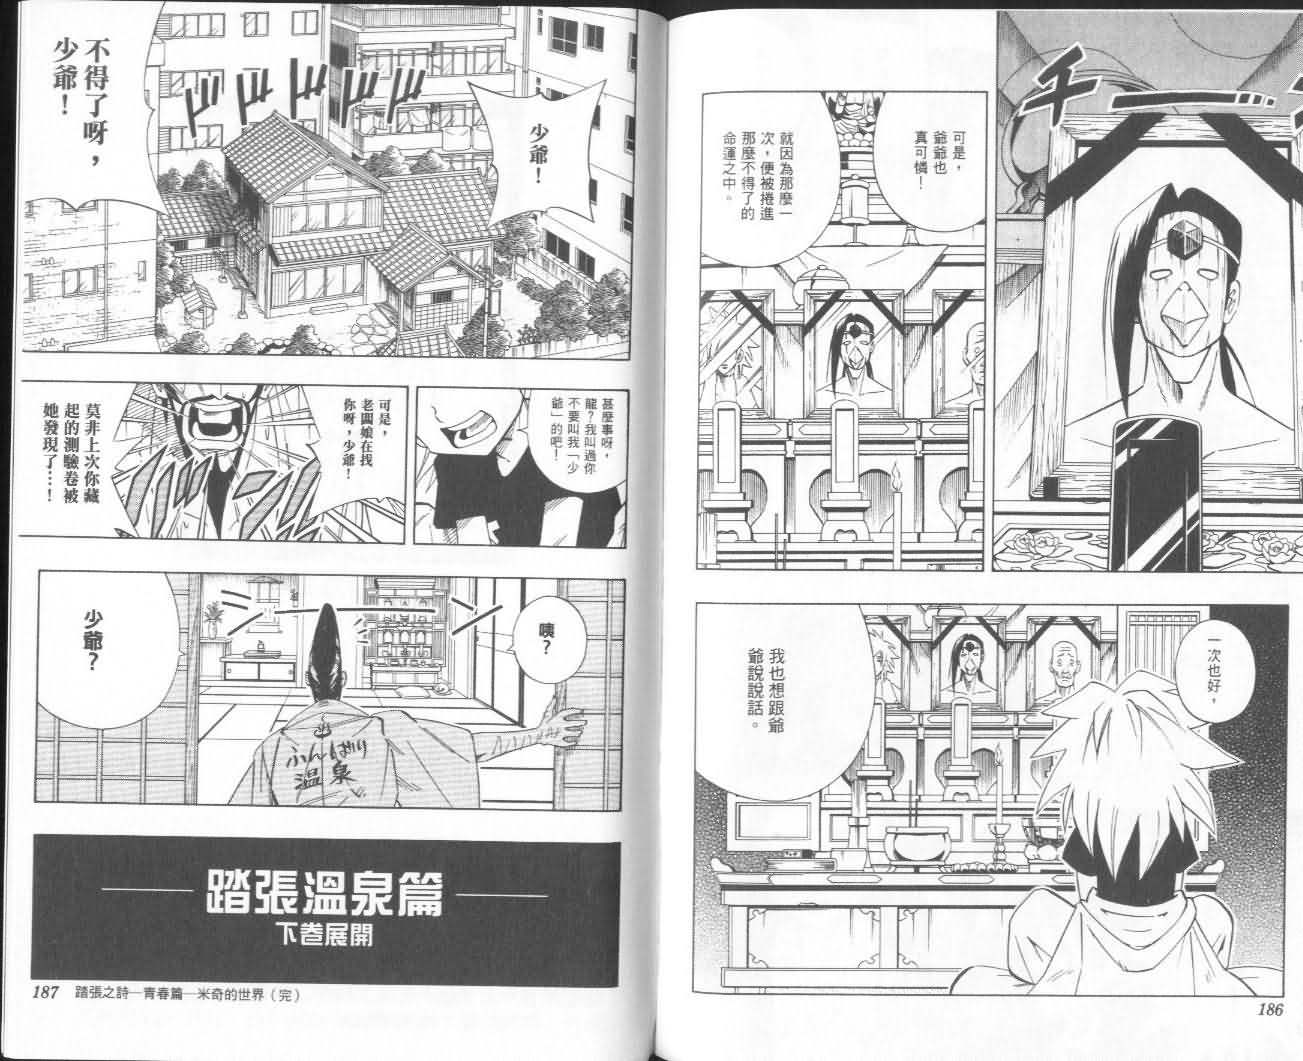 チーン
可是，
爺爺也
真可憐！
就因為那麼一
次，便被捲進
那麼不得了的
命運之中。
一次也好，
我也想跟爺
爺說說話。
186
少爺！
ドドドドド
不得了呀，
少爺！
甚麼事呀，
龍？我叫過你
不要叫我「少
爺」的吧！
可是，
老闆娘在找
你呀，少爺！
莫非上次你藏
起的測驗卷被
她發現了…！
咦？
少爺？
ふんばり
温泉
踏張溫泉篇
下卷展開
187 踏張之詩─青春篇─米奇的世界（完）